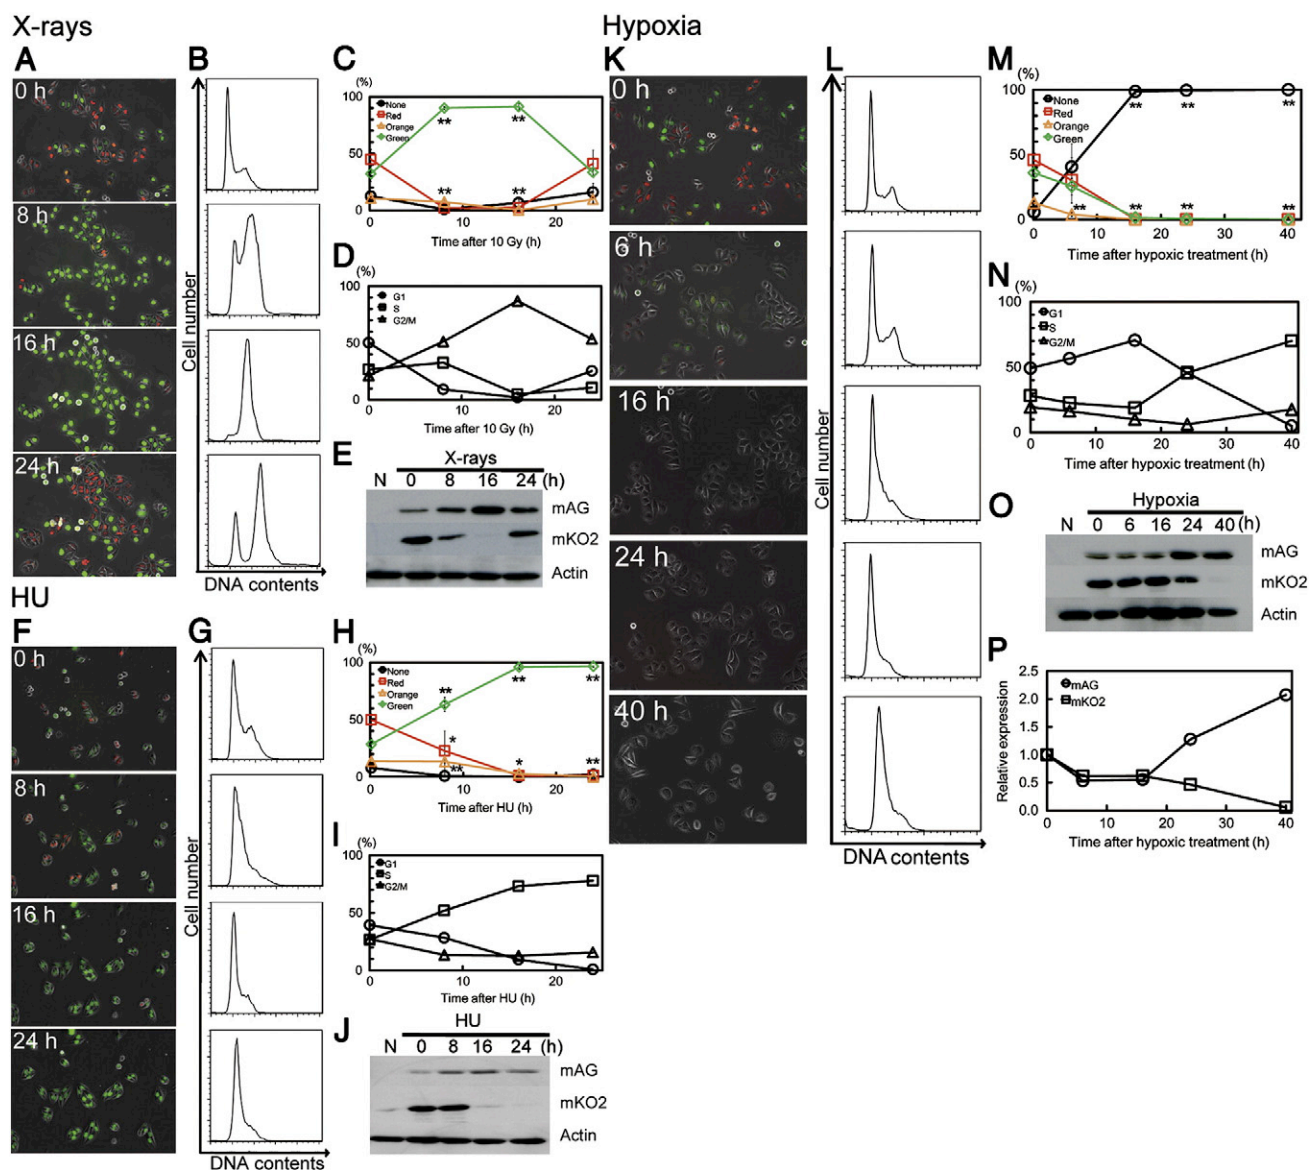 X-rays
Hypoxia
A
B
C
0 h
8 h
16 h
24 h
Cell number
DNA contents
(%)
100
50
0
None
Red
Orange
Green
**
**
**
**
0
10
20
Time after 10 Gy (h)
D
(%)
100
50
0
G1
S
G2/M
0
10
20
Time after 10 Gy (h)
E
X-rays
N 0 8 16 24 (h)
mAG
mKO2
Actin
HU
F
G
H
0 h
8 h
16 h
24 h
Cell number
DNA contents
(%)
100
50
0
None
Red
Orange
Green
** ** **
* * **
**
0
10
20
Time after HU (h)
I
(%)
100
50
0
G1
S
G2/M
0
10
20
Time after HU (h)
J
HU
N 0 8 16 24 (h)
mAG
mKO2
Actin
K
L
M
0 h
6 h
16 h
24 h
40 h
Cell number
DNA contents
(%)
100
50
0
None
Red
Orange
Green
** ** **
** ** ** **
0 10 20 30 40
Time after hypoxic treatment (h)
N
(%)
100
50
0
G1
S
G2/M
0 10 20 30 40
Time after hypoxic treatment (h)
O
Hypoxia
N 0 6 16 24 40 (h)
mAG
mKO2
Actin
P
Relative expression
2.5
2.0
1.5
1.0
0.5
0.0
mAG
mKO2
0 10 20 30 40
Time after hypoxic treatment (h)